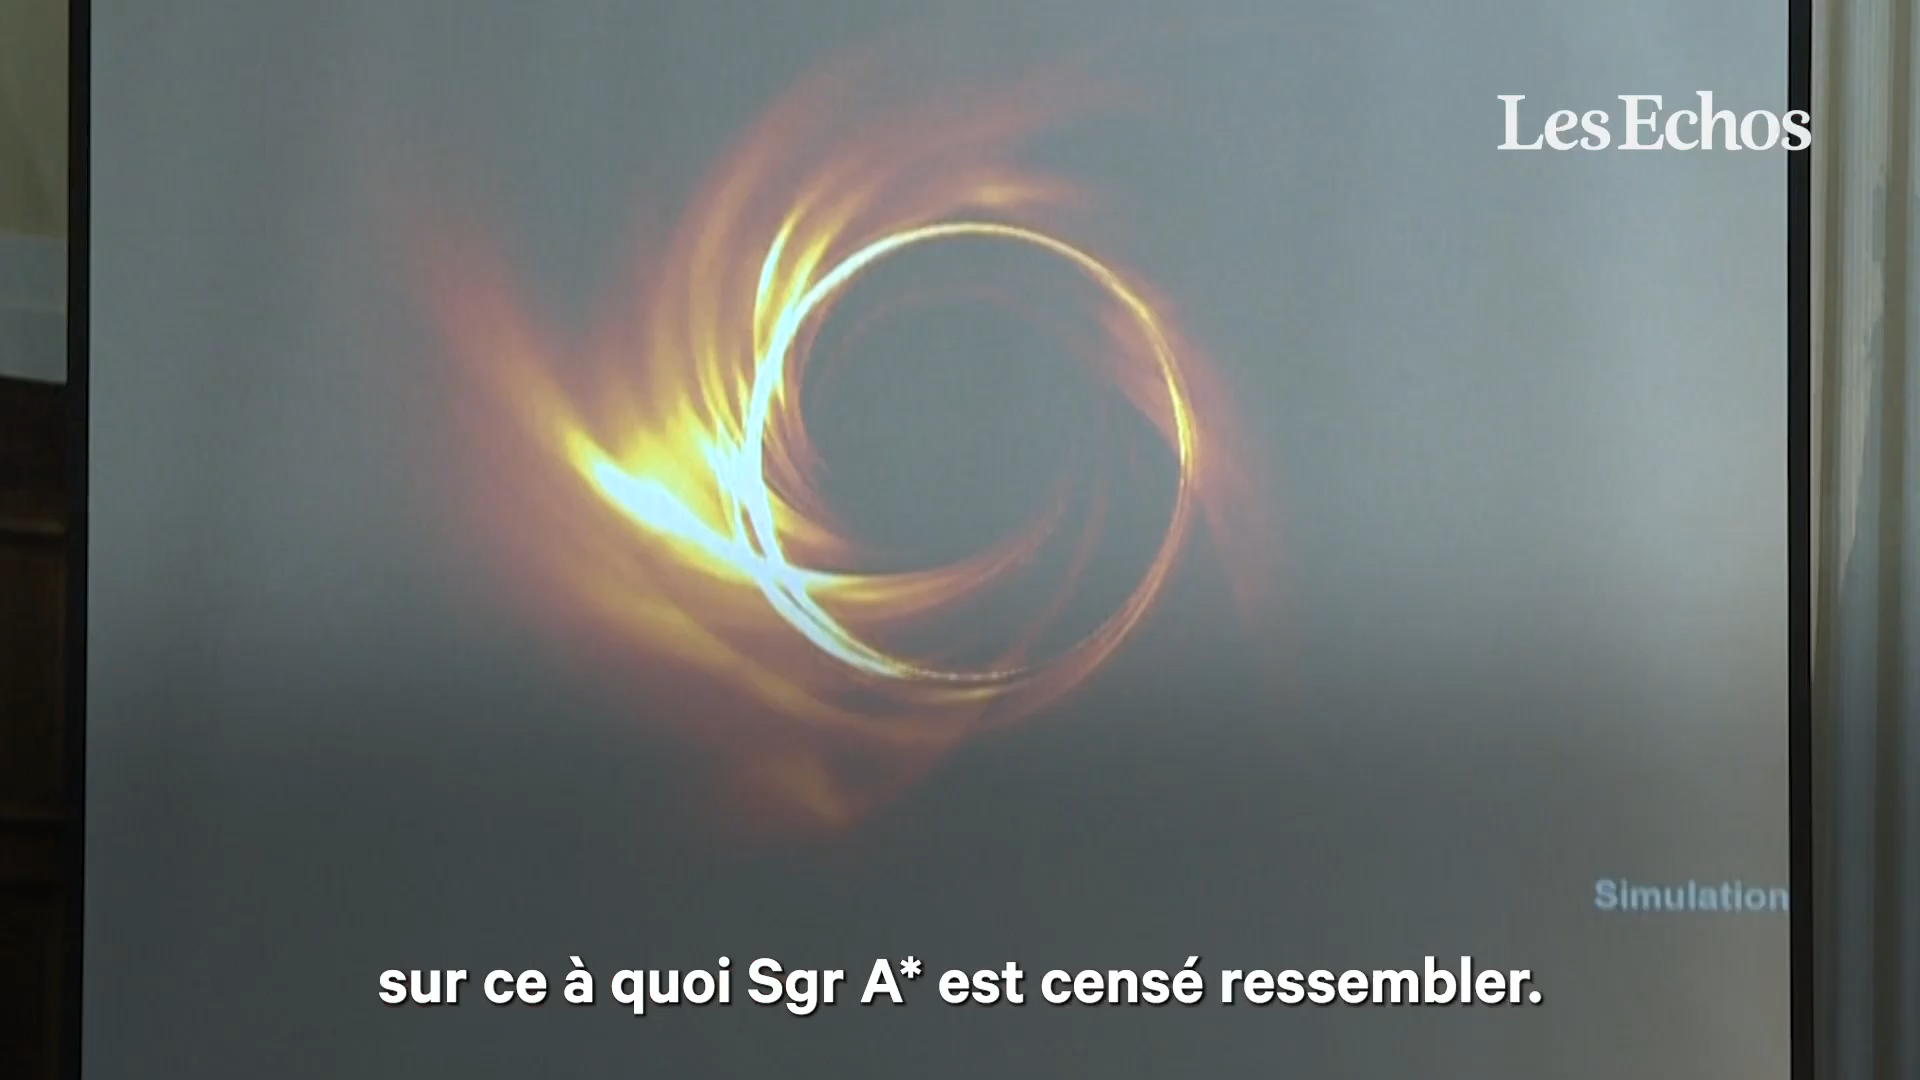 Les Echos
Simulation
sur ce à quoi Sgr A* est censé ressembler.